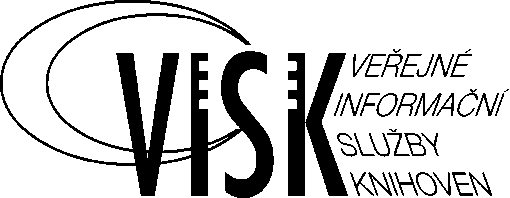 VISK
VEŘEJNÉ
INFORMAČNÍ
SLUŽBY
KNIHOVEN